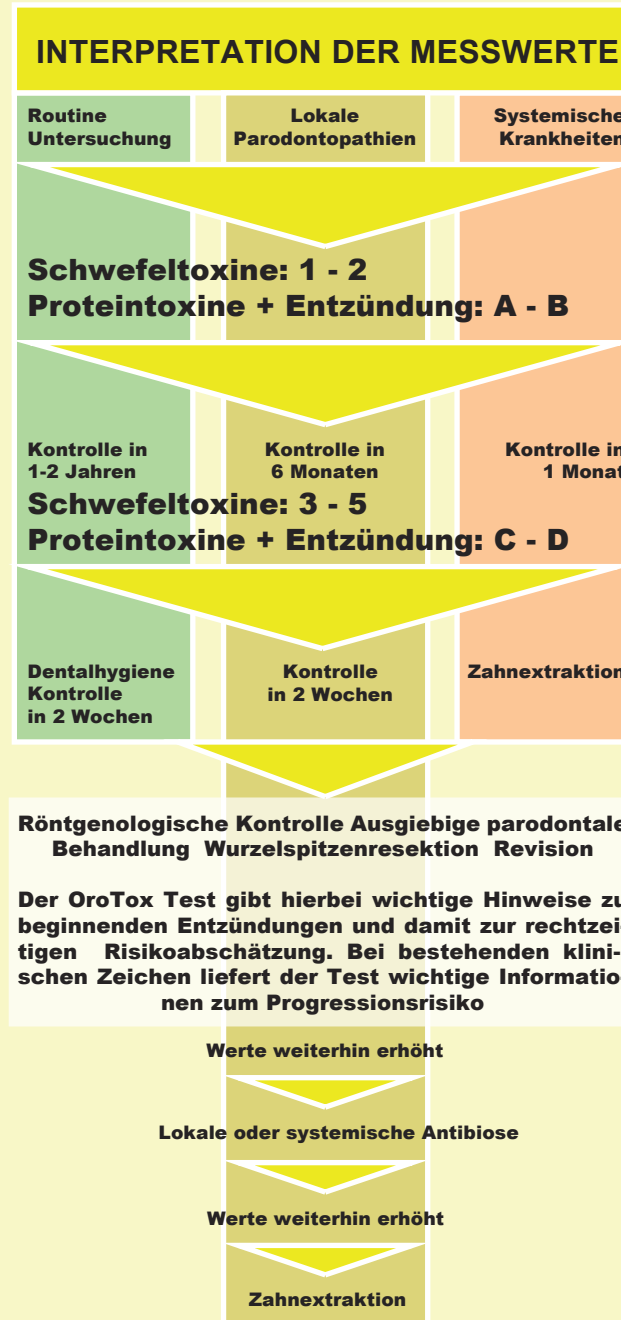 INTERPRETATION DER MESSWERTE
Routine
Untersuchung
Lokale
Parodontopathien
Systemische
Krankheiten
Schwefeltoxine: 1 - 2
Proteintoxine + Entzündung: A - B
Kontrolle in
1-2 Jahren
Kontrolle in
6 Monaten
Kontrolle in
1 Monat
Schwefeltoxine: 3 - 5
Proteintoxine + Entzündung: C - D
Dentalhygiene
Kontrolle
in 2 Wochen
Kontrolle
in 2 Wochen
Zahnextraktion
Röntgenologische Kontrolle Ausgiebige parodontale
Behandlung Wurzelspitzenresektion Revision
Der OroTox Test gibt hierbei wichtige Hinweise zu
beginnenden Entzündungen und damit zur rechtzei-
tigen Risikoabschätzung. Bei bestehenden klini-
schen Zeichen liefert der Test wichtige Informatio-
nen zum Progressionsrisiko
Werte weiterhin erhöht
Lokale oder systemische Antibiose
Werte weiterhin erhöht
Zahnextraktion